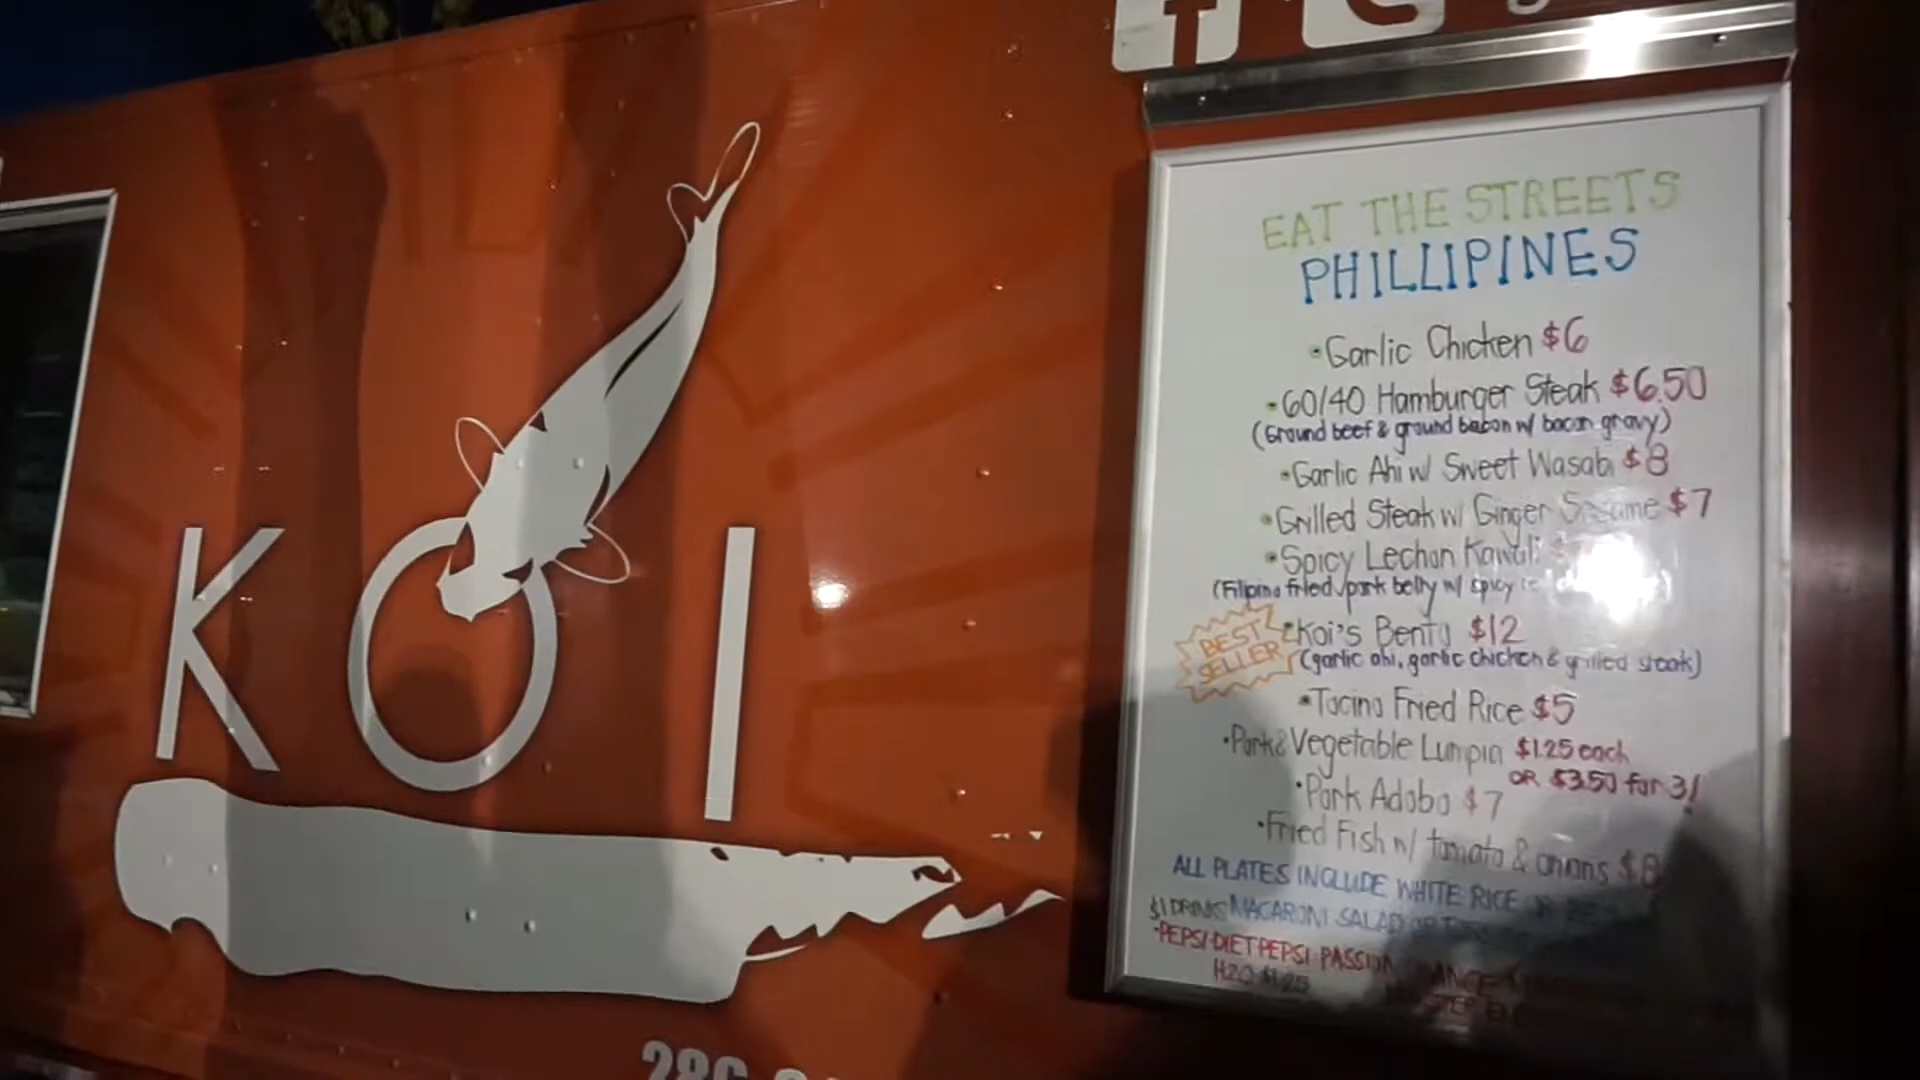 KOI
286
EAT THE STREETS
PHILLIPINES
• Garlic Chicken $6
• 60/40 Hamburger Steak $6.50
(Ground beef & ground bacon w/ bacon gravy)
• Garlic Ahi w/ Sweet Wasabi $8
• Grilled Steak w/ Ginger Sesame $7
• Spicy Lechon Kawali
(Filipino fried pork belly w/ spicy
BEST
SELLER
• Koi's Bento $12
(garlic ahi, garlic chicken & grilled steak)
• Tocino Fried Rice $5
• Pork & Vegetable Lumpia $1.25 each
OR $3.50 for 3!
• Pork Adobo $7
• Fried Fish w/ tomato & onions $8
ALL PLATES INCLUDE WHITE RICE
MACARONI SALAD OR
$1 DRINKS
• PEPSI • DIET PEPSI • PASSION
H2O $1.25